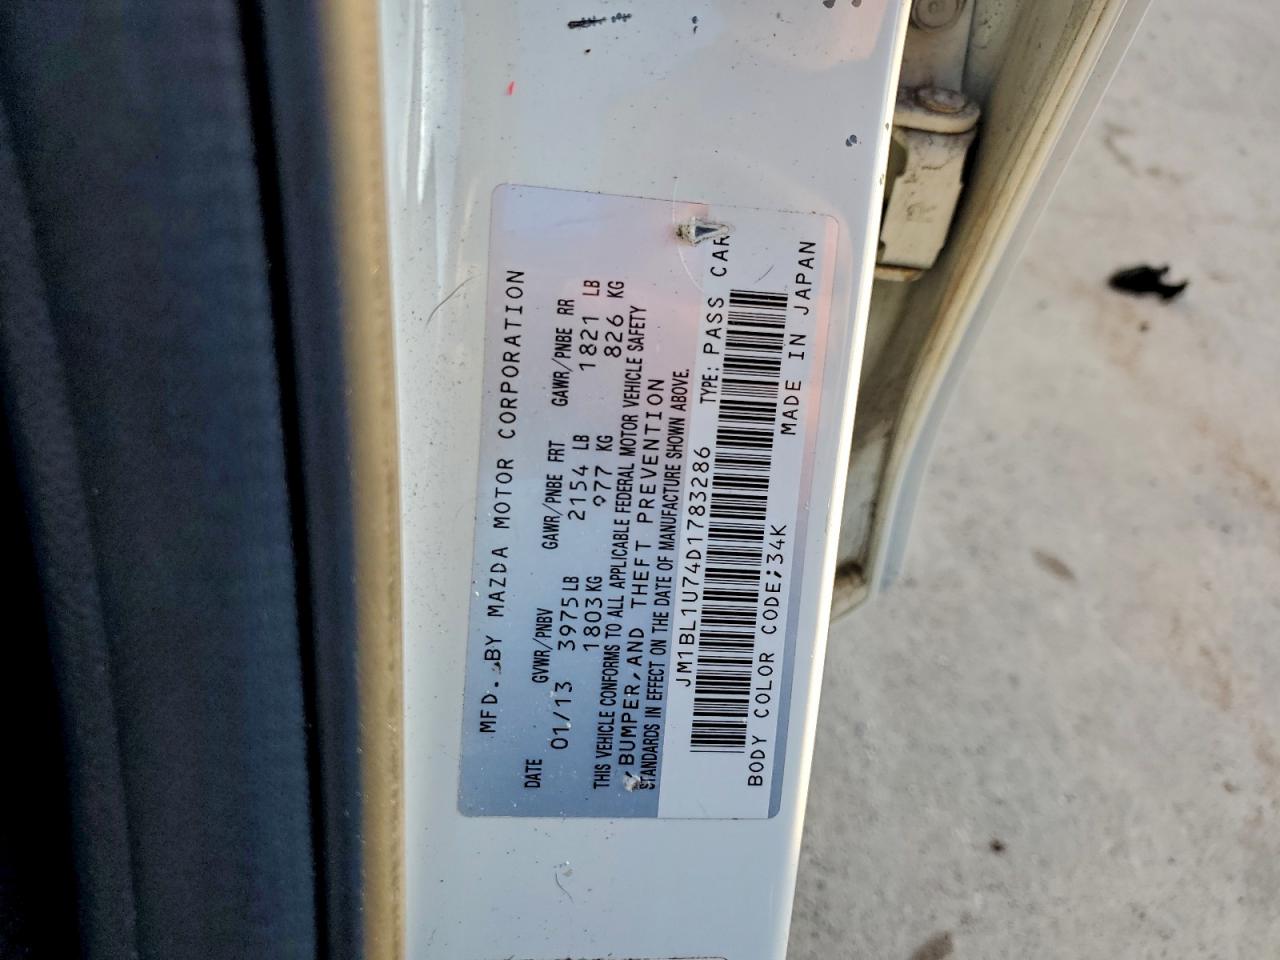 MFD. BY MAZDA MOTOR CORPORATION
DATE GVWR/PNBV GAWR/PNBE FRT GAWR/PNBE RR
01/13 3975 LB 2154 LB 1821 LB
1803 KG 977 KG 826 KG
THIS VEHICLE CONFORMS TO ALL APPLICABLE FEDERAL MOTOR VEHICLE SAFETY
BUMPER, AND THEFT PREVENTION
STANDARDS IN EFFECT ON THE DATE OF MANUFACTURE SHOWN ABOVE.
JM1BL1U74D1783286 TYPE: PASS CAR
BODY COLOR CODE;34K MADE IN JAPAN